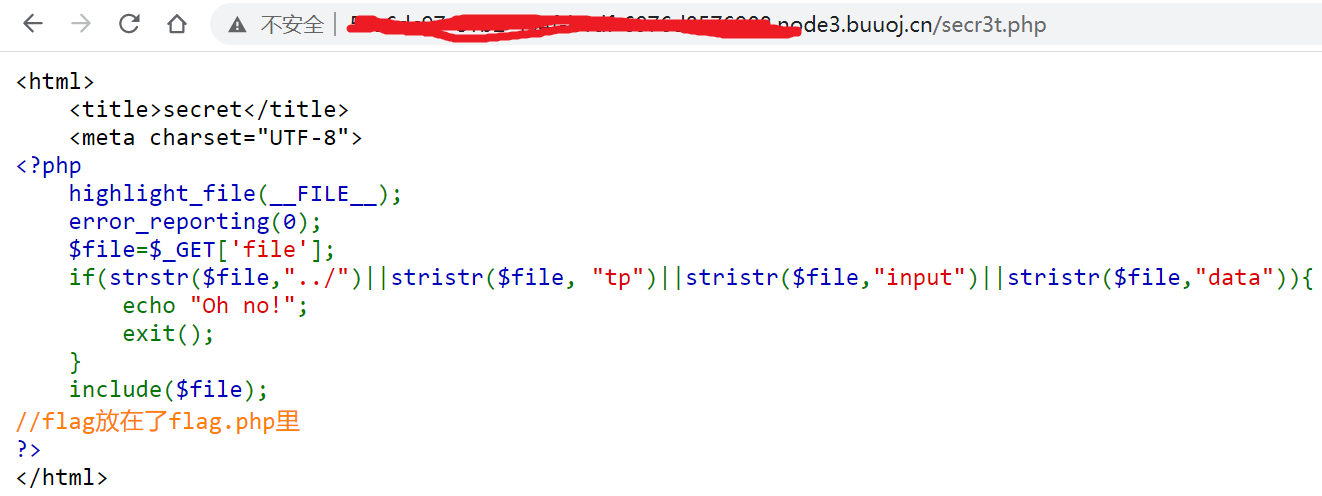 不安全
node3.buuoj.cn/secr3t.php
<html>
    <title>secret</title>
    <meta charset="UTF-8">
<?php
    highlight_file(__FILE__);
    error_reporting(0);
    $file=$_GET['file'];
    if(strstr($file,"../")||stristr($file, "tp")||stristr($file,"input")||stristr($file,"data")){
        echo "Oh no!";
        exit();
    }
    include($file);
//flag放在了flag.php里
?>
</html>